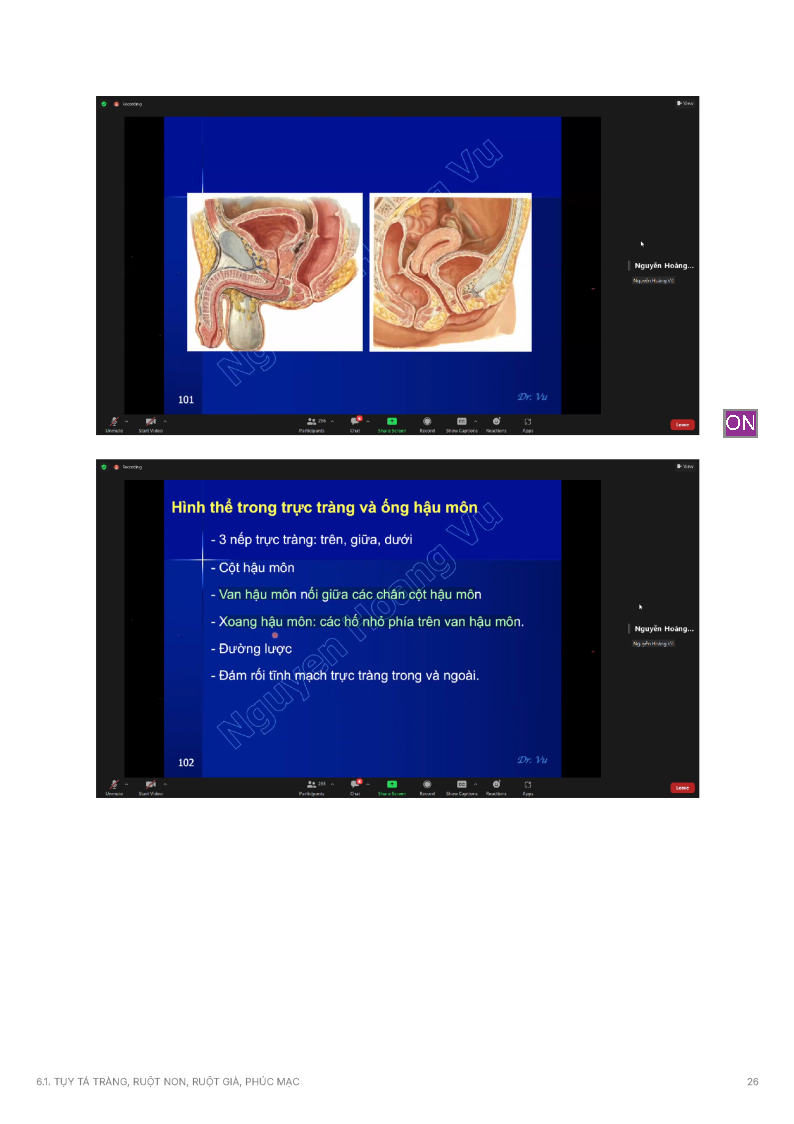 Recording
View
Nguyen Hoang Vu
Nguyễn Hoàng...
Nguyễn Hoàng Vũ
101
Dr. Vu
Unmute
Start Video
Participants
Chat
Share Screen
Record
Show Captions
Reactions
Apps
Leave
ON
Recording
View
Hình thể trong trực tràng và ống hậu môn
- 3 nếp trực tràng: trên, giữa, dưới
- Cột hậu môn
- Van hậu môn nối giữa các chân cột hậu môn
- Xoang hậu môn: các hố nhỏ phía trên van hậu môn.
- Đường lược
- Đám rối tĩnh mạch trực tràng trong và ngoài.
Nguyen Hoang Vu
Nguyễn Hoàng...
Nguyễn Hoàng Vũ
102
Dr. Vu
Unmute
Start Video
Participants
Chat
Share Screen
Record
Show Captions
Reactions
Apps
Leave
6.1. TỤY TÁ TRÀNG, RUỘT NON, RUỘT GIÀ, PHÚC MẠC
26